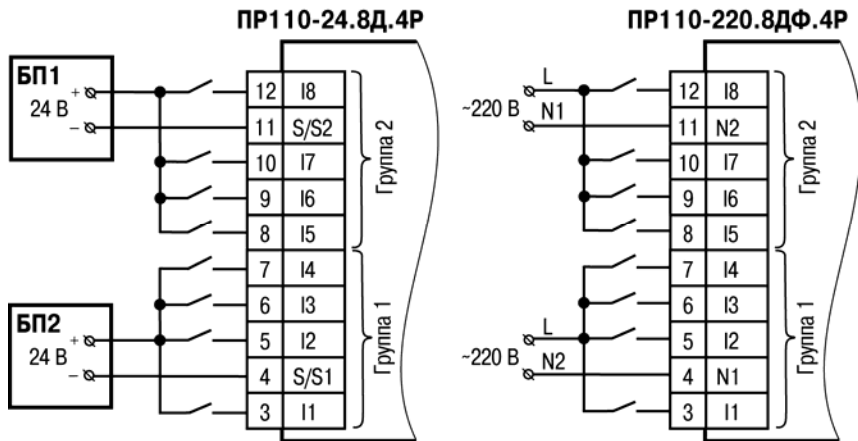 ПР110-24.8Д.4Р
БП1
+
24 В
–
12 I8
11 S/S2
10 I7
9 I6
8 I5
Группа 2
7 I4
6 I3
5 I2
4 S/S1
3 I1
Группа 1
БП2
+
24 В
–
ПР110-220.8ДФ.4Р
L
~220 В
N1
12 I8
11 N2
10 I7
9 I6
8 I5
Группа 2
7 I4
6 I3
5 I2
4 N1
3 I1
Группа 1
L
~220 В
N2